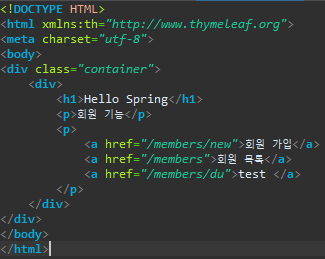 <!DOCTYPE HTML>
<html xmlns:th="http://www.thymeleaf.org">
<meta charset="utf-8">
<body>
<div class="container">
    <div>
        <h1>Hello Spring</h1>
        <p>회원 기능</p>
        <p>
            <a href="/members/new">회원 가입</a>
            <a href="/members">회원 목록</a>
            <a href="/members/du">test </a>
        </p>
    </div>
</div>
</body>
</html>